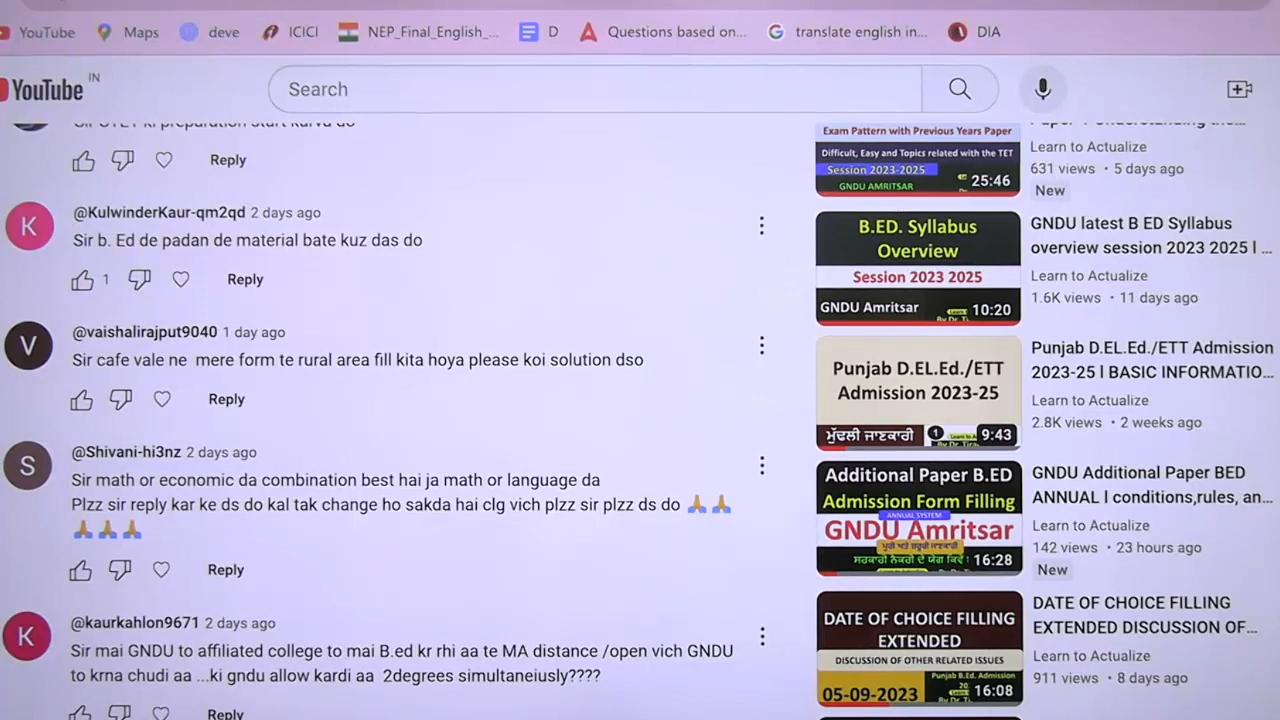 YouTube
Maps
deve
ICICI
NEP_Final_English_...
D
Questions based on...
translate english in...
DIA
YouTube IN
Search
Reply
@KulwinderKaur-qm2qd 2 days ago
Sir b. Ed de padan de material bate kuz das do
1
Reply
@vaishalirajput9040 1 day ago
Sir cafe vale ne mere form te rural area fill kita hoya please koi solution dso
Reply
@Shivani-hi3nz 2 days ago
Sir math or economic da combination best hai ja math or language da
Plzz sir reply kar ke ds do kal tak change ho sakda hai clg vich plzz sir plzz ds do 🙏🙏
🙏🙏🙏
Reply
@kaurkahlon9671 2 days ago
Sir mai GNDU to affiliated college to mai B.ed kr rhi aa te MA distance /open vich GNDU
to krna chudi aa ...ki gndu allow kardi aa 2degrees simultaneiusly????
Reply
Exam Pattern with Previous Years Paper
Difficult, Easy and Topics related with the TET
Session 2023-2025
GNDU AMRITSAR
25:46
Learn to Actualize
631 views • 5 days ago
New
B.ED. Syllabus
Overview
Session 2023 2025
GNDU Amritsar
10:20
GNDU latest B ED Syllabus
overview session 2023 2025 l ...
Learn to Actualize
1.6K views • 11 days ago
Punjab D.EL.Ed./ETT
Admission 2023-25
ਮੁੱਢਲੀ ਜਾਣਕਾਰੀ
1
9:43
Punjab D.EL.Ed./ETT Admission
2023-25 l BASIC INFORMATIO...
Learn to Actualize
2.8K views • 2 weeks ago
Additional Paper B.ED
Admission Form Filling
ANNUAL SYSTEM
GNDU Amritsar
16:28
GNDU Additional Paper BED
ANNUAL l conditions,rules, an...
Learn to Actualize
142 views • 23 hours ago
New
DATE OF CHOICE FILLING
EXTENDED
DISCUSSION OF OTHER RELATED ISSUES
05-09-2023
Punjab B.Ed. Admission
16:08
DATE OF CHOICE FILLING
EXTENDED DISCUSSION OF...
Learn to Actualize
911 views • 8 days ago